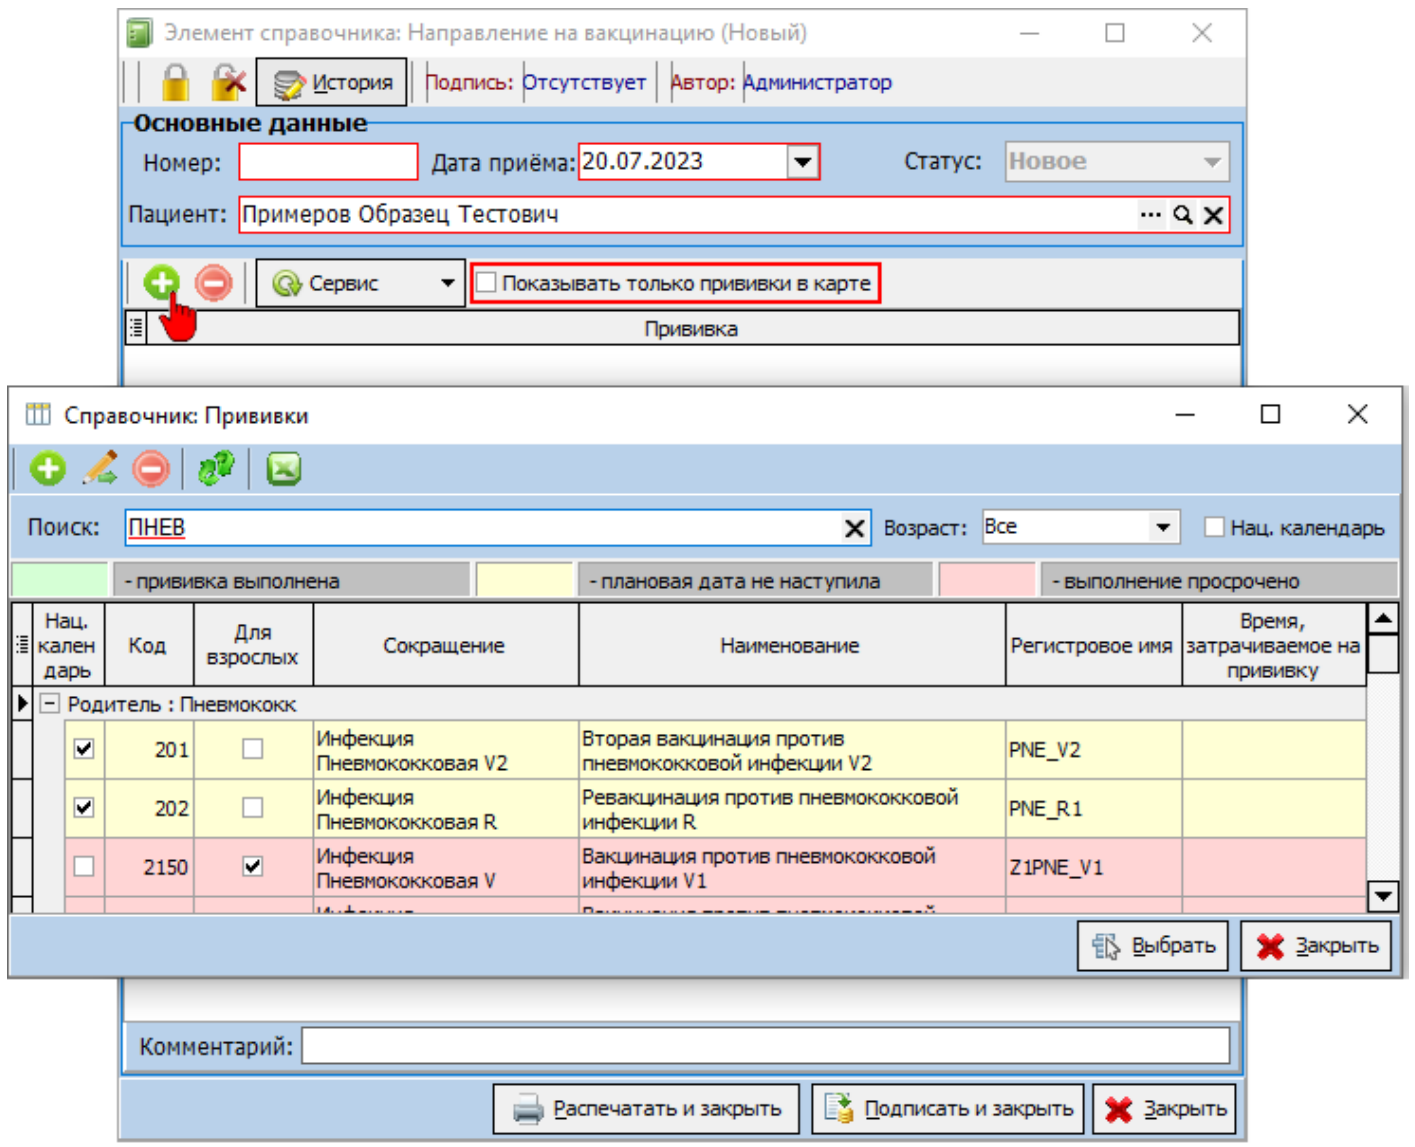 Элемент справочника: Направление на вакцинацию (Новый)
История Подпись: Отсутствует Автор: Администратор
Основные данные
Номер: Дата приёма: 20.07.2023 Статус: Новое
Пациент: Примеров Образец Тестович
Сервис Показывать только прививки в карте
Прививка
Справочник: Прививки
Поиск: ПНЕВ Возраст: Все Нац. календарь
- прививка выполнена - плановая дата не наступила - выполнение просрочено
Нац.
кален
дарь
Код
Для
взрослых
Сокращение
Наименование
Регистровое имя
Время,
затрачиваемое на
прививку
Родитель : Пневмококк
201
Инфекция
Пневмококковая V2
Вторая вакцинация против
пневмококковой инфекции V2
PNE_V2
202
Инфекция
Пневмококковая R
Ревакцинация против пневмококковой
инфекции R
PNE_R1
2150
Инфекция
Пневмококковая V
Вакцинация против пневмококковой
инфекции V1
Z1PNE_V1
Выбрать Закрыть
Комментарий:
Распечатать и закрыть Подписать и закрыть Закрыть